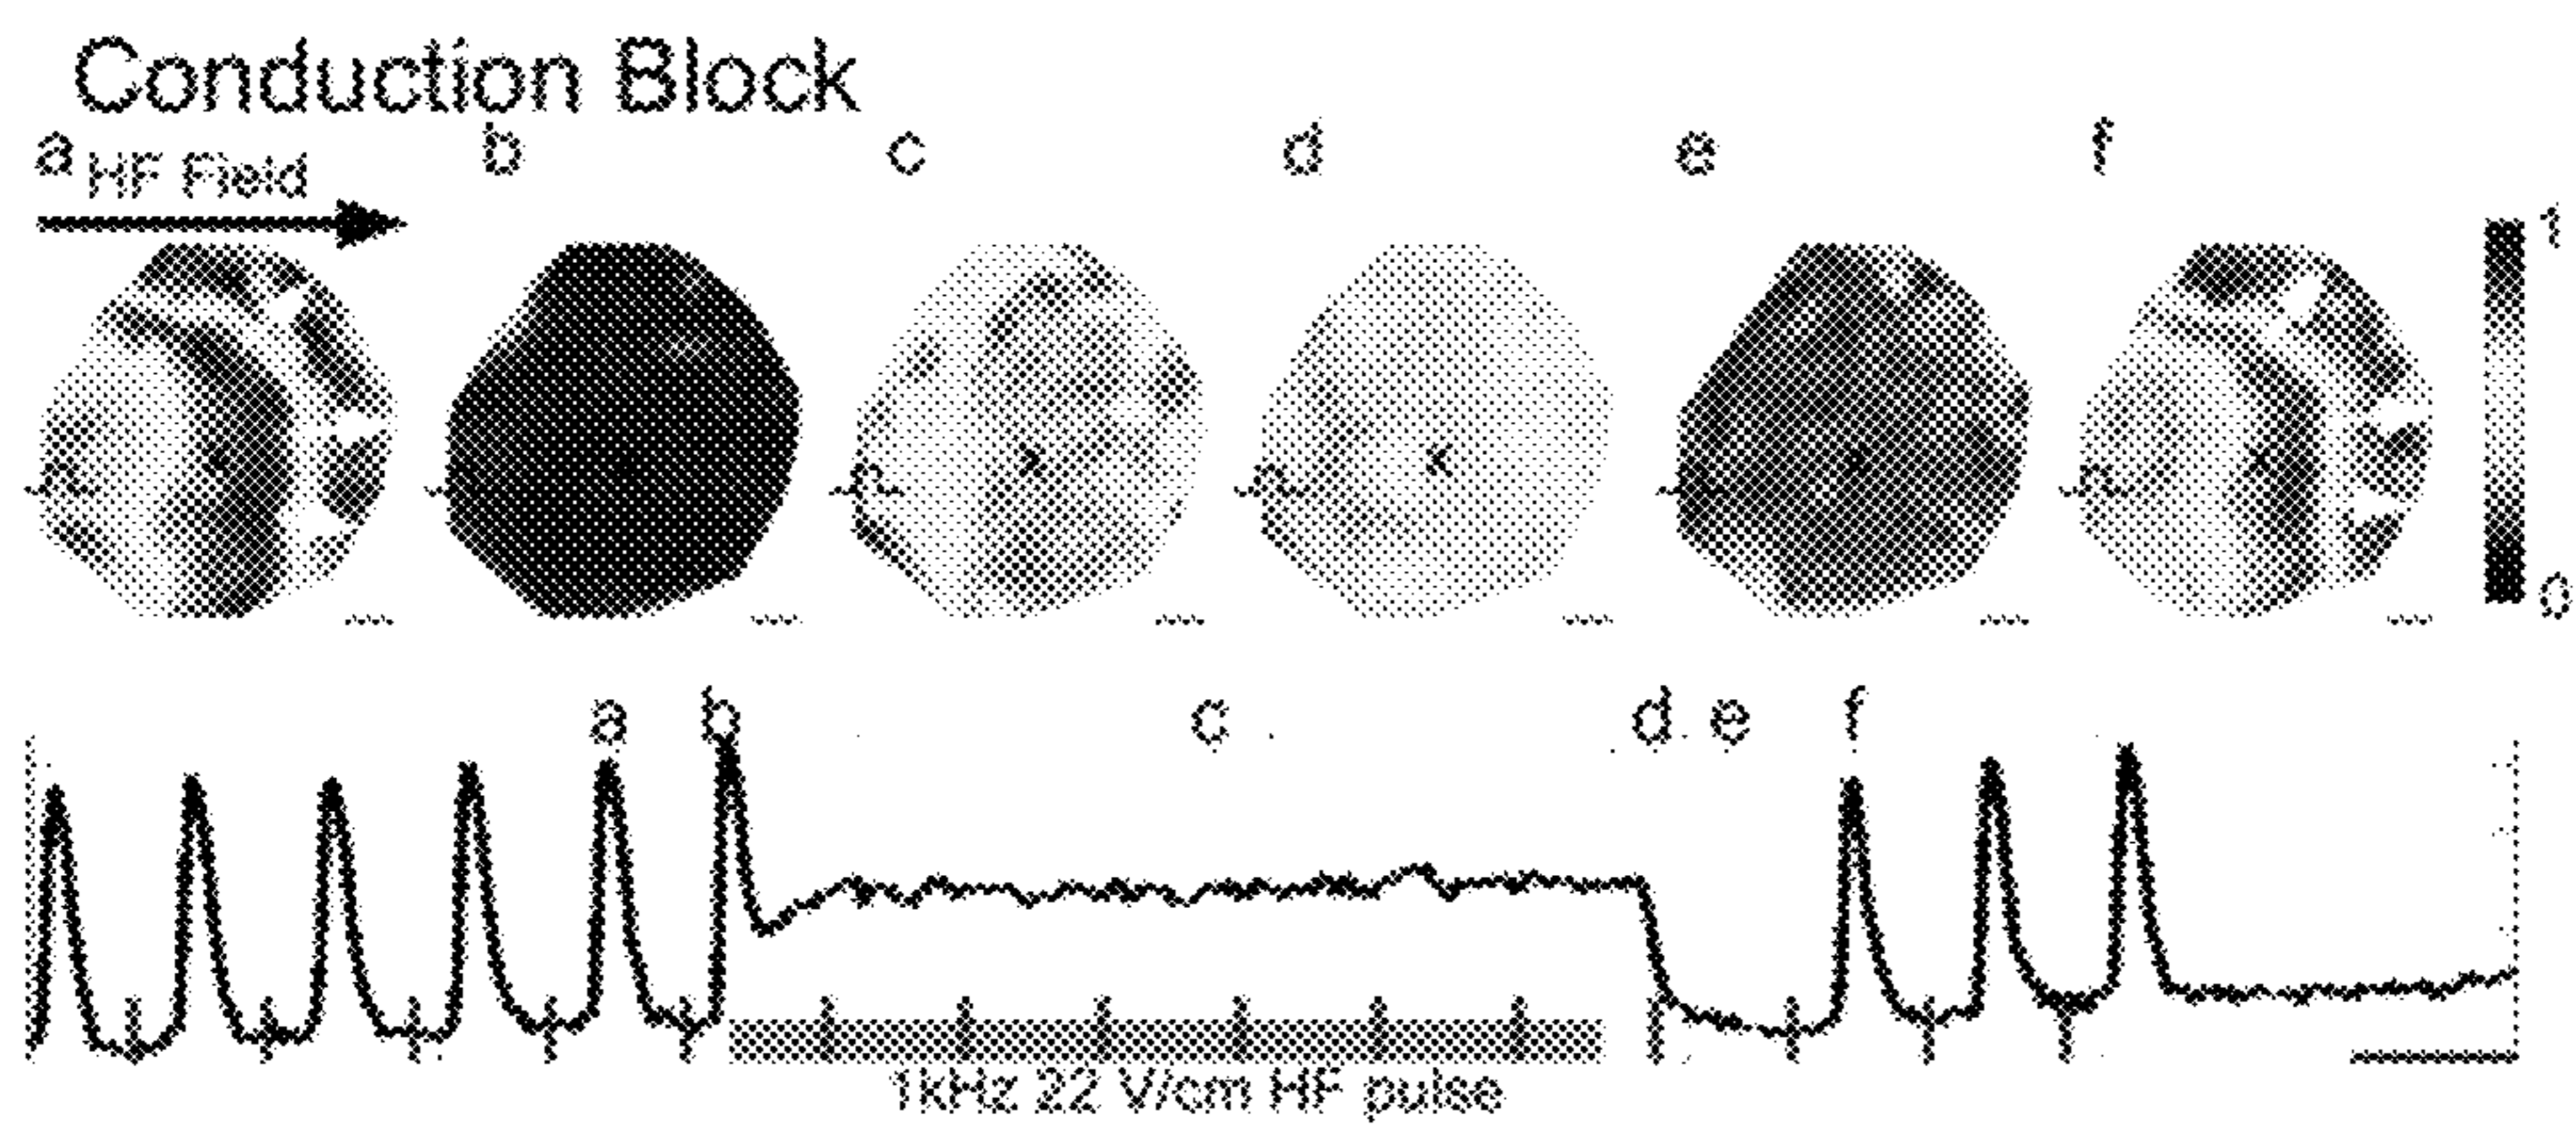 Conduction Block
a b c d e f
HF Field
1
0
a b c d e f
1kHz 22 V/cm HF pulse